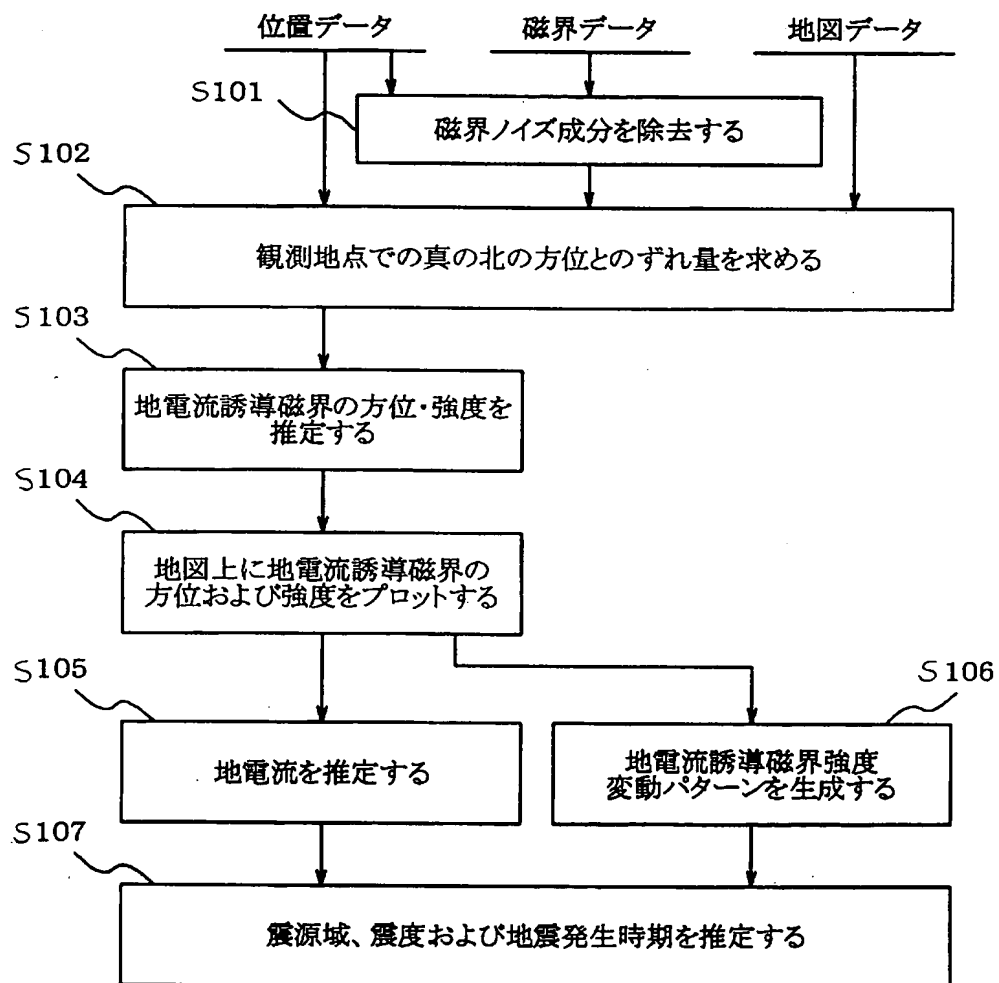 位置データ
磁界データ
地図データ
S101
磁界ノイズ成分を除去する
S102
観測地点での真の北の方位とのずれ量を求める
S103
地電流誘導磁界の方位・強度を
推定する
S104
地図上に地電流誘導磁界の
方位および強度をプロットする
S105
地電流を推定する
S106
地電流誘導磁界強度
変動パターンを生成する
S107
震源域、震度および地震発生時期を推定する